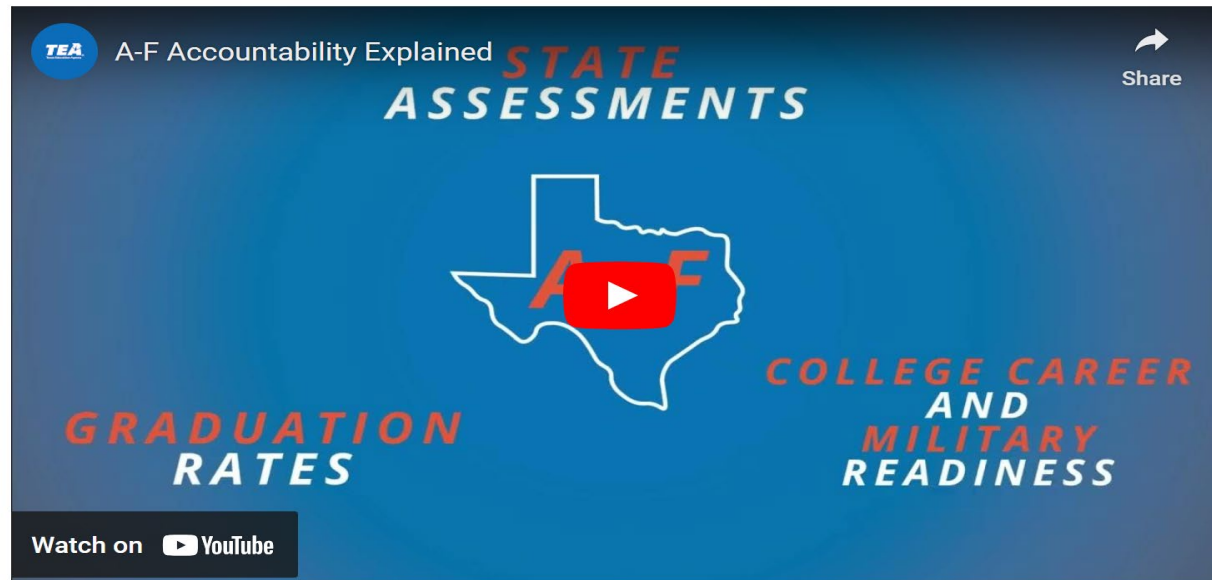 TEA
A-F Accountability Explained
Share
STATE
ASSESSMENTS
A F
GRADUATION
RATES
COLLEGE CAREER
AND
MILITARY
READINESS
Watch on YouTube